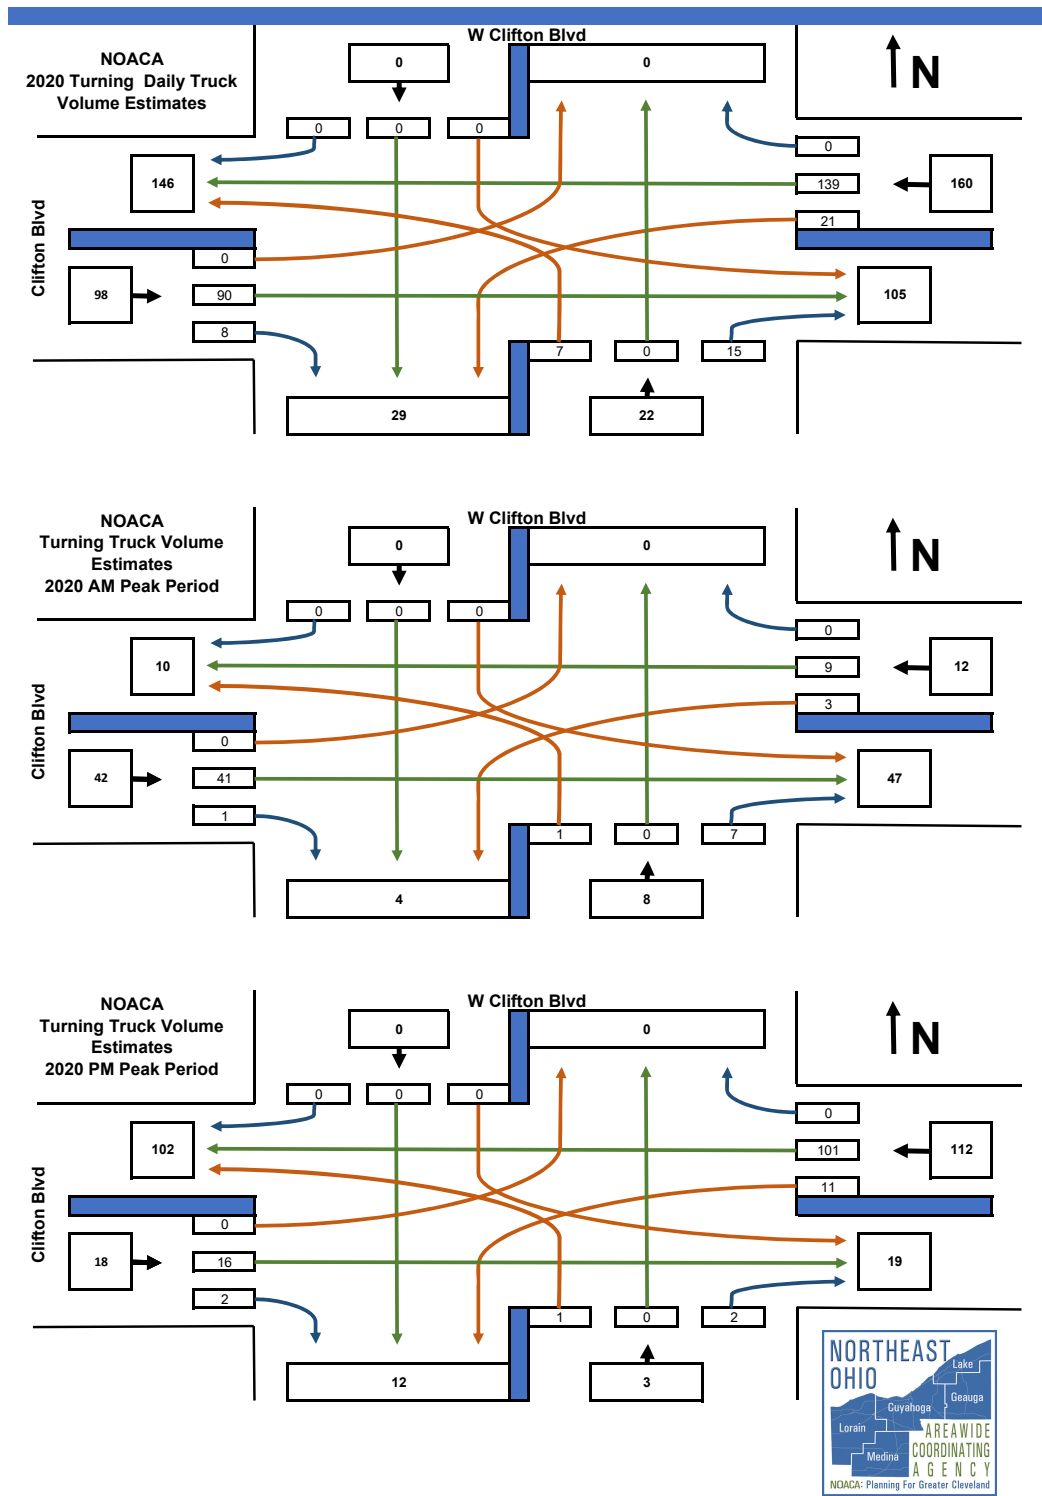 W Clifton Blvd
NOACA
2020 Turning  Daily Truck
Volume Estimates
0
0
N
0
0
0
0
146
139
160
21
Clifton Blvd
0
98
90
105
8
7
0
15
29
22
W Clifton Blvd
NOACA
Turning Truck Volume
Estimates
2020 AM Peak Period
0
0
N
0
0
0
0
10
9
12
3
Clifton Blvd
0
42
41
47
1
1
0
7
4
8
W Clifton Blvd
NOACA
Turning Truck Volume
Estimates
2020 PM Peak Period
0
0
N
0
0
0
0
102
101
112
11
Clifton Blvd
0
18
16
19
2
1
0
2
12
3
NORTHEAST
OHIO
Lake
Geauga
Cuyahoga
Lorain
Medina
AREAWIDE
COORDINATING
AGENCY
NOACA: Planning For Greater Cleveland